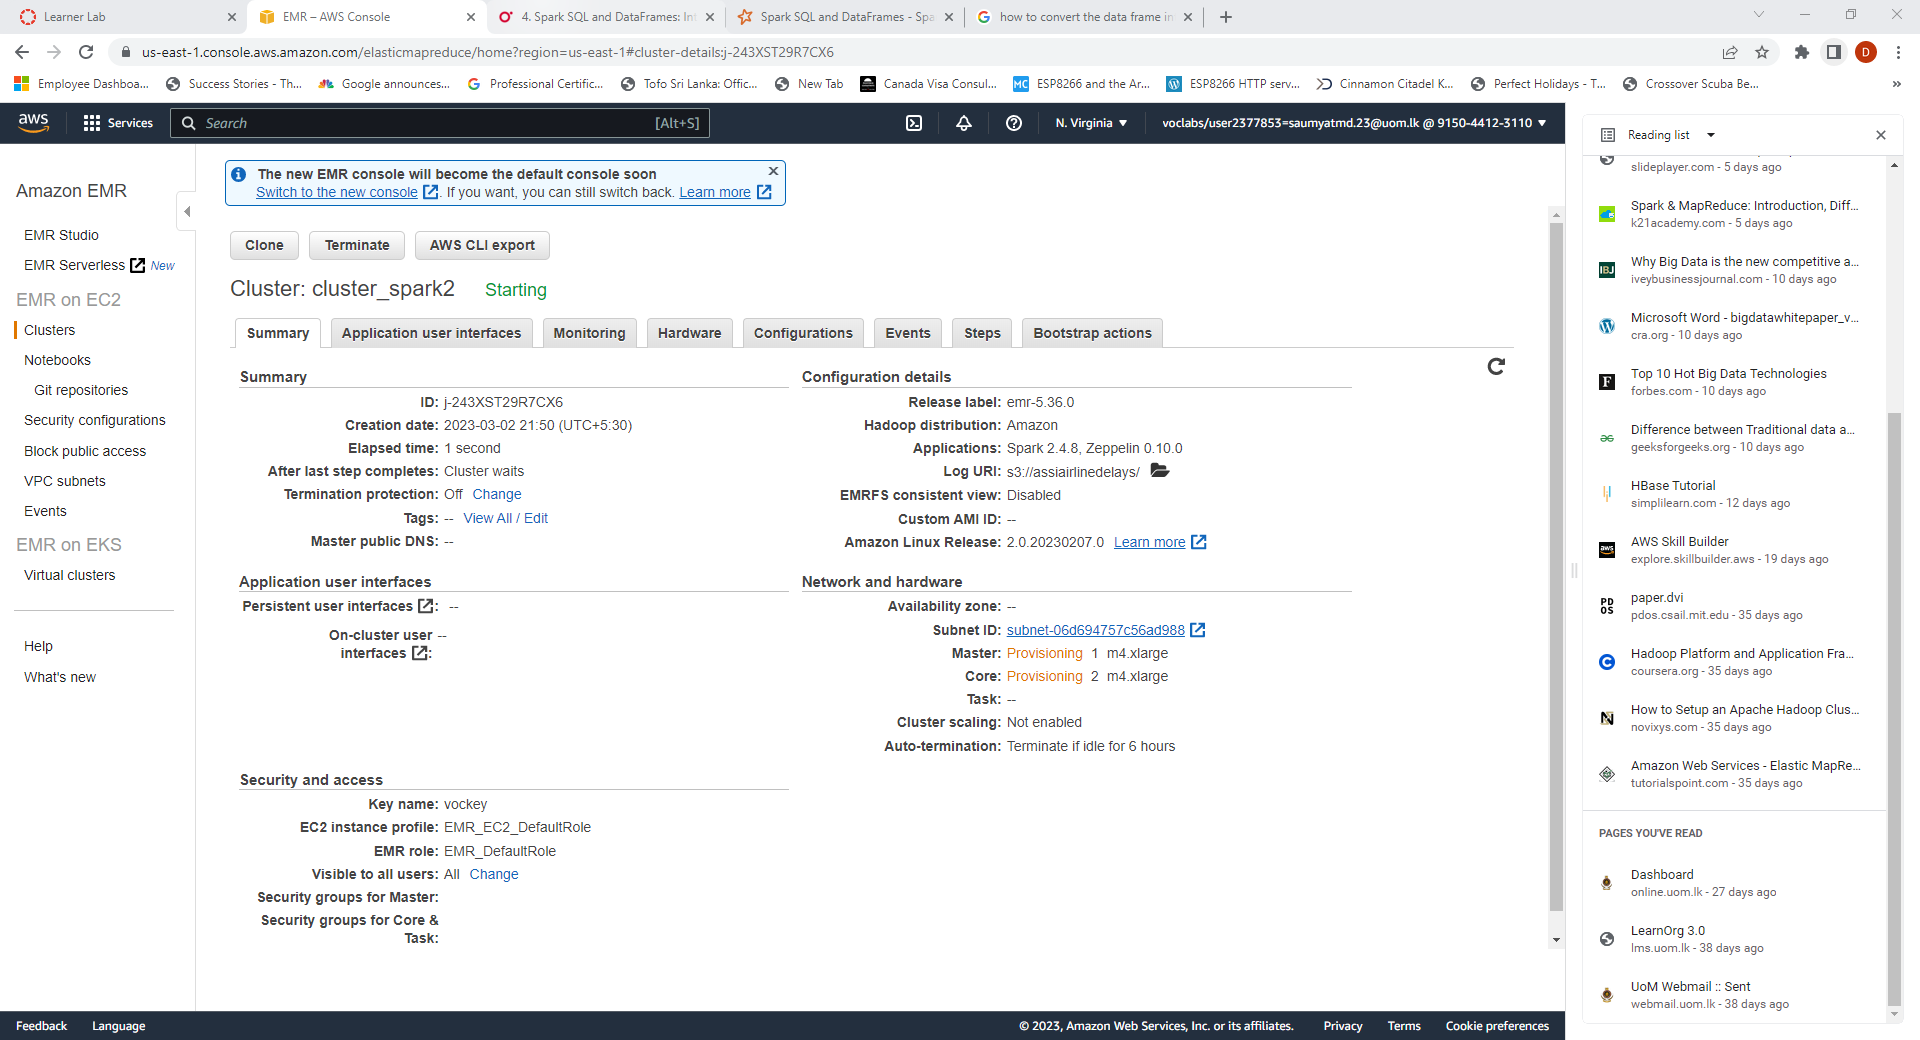 Learner Lab
EMR – AWS Console
4. Spark SQL and DataFrames: Int
Spark SQL and DataFrames - Spa
how to convert the data frame in
us-east-1.console.aws.amazon.com/elasticmapreduce/home?region=us-east-1#cluster-details:j-243XST29R7CX6
D
Employee Dashboa...
Success Stories - Th...
Google announces...
Professional Certific...
Tofo Sri Lanka: Offic...
New Tab
Canada Visa Consul...
ESP8266 and the Ar...
ESP8266 HTTP serv...
Cinnamon Citadel K...
Perfect Holidays - T...
Crossover Scuba Be...
aws
Services
Search
[Alt+S]
N. Virginia
voclabs/user2377853=saumyatmd.23@uom.lk @ 9150-4412-3110
Amazon EMR
EMR Studio
EMR Serverless New
EMR on EC2
Clusters
Notebooks
Git repositories
Security configurations
Block public access
VPC subnets
Events
EMR on EKS
Virtual clusters
Help
What's new
The new EMR console will become the default console soon
Switch to the new console . If you want, you can still switch back. Learn more
Clone
Terminate
AWS CLI export
Cluster: cluster_spark2 Starting
Summary
Application user interfaces
Monitoring
Hardware
Configurations
Events
Steps
Bootstrap actions
Summary
ID: j-243XST29R7CX6
Creation date: 2023-03-02 21:50 (UTC+5:30)
Elapsed time: 1 second
After last step completes: Cluster waits
Termination protection: Off Change
Tags: -- View All / Edit
Master public DNS: --
Configuration details
Release label: emr-5.36.0
Hadoop distribution: Amazon
Applications: Spark 2.4.8, Zeppelin 0.10.0
Log URI: s3://assiairlinedelays/
EMRFS consistent view: Disabled
Custom AMI ID: --
Amazon Linux Release: 2.0.20230207.0 Learn more
Application user interfaces
Persistent user interfaces : --
On-cluster user --
interfaces :
Network and hardware
Availability zone: --
Subnet ID: subnet-06d694757c56ad988
Master: Provisioning 1 m4.xlarge
Core: Provisioning 2 m4.xlarge
Task: --
Cluster scaling: Not enabled
Auto-termination: Terminate if idle for 6 hours
Security and access
Key name: vockey
EC2 instance profile: EMR_EC2_DefaultRole
EMR role: EMR_DefaultRole
Visible to all users: All Change
Security groups for Master:
Security groups for Core &
Task:
Reading list
slideplayer.com - 5 days ago
Spark & MapReduce: Introduction, Diff...
k21academy.com - 5 days ago
IBJ
Why Big Data is the new competitive a...
iveybusinessjournal.com - 10 days ago
Microsoft Word - bigdatawhitepaper_v...
cra.org - 10 days ago
Top 10 Hot Big Data Technologies
forbes.com - 10 days ago
Difference between Traditional data a...
geeksforgeeks.org - 10 days ago
HBase Tutorial
simplilearn.com - 12 days ago
aws
AWS Skill Builder
explore.skillbuilder.aws - 19 days ago
PD
OS
paper.dvi
pdos.csail.mit.edu - 35 days ago
Hadoop Platform and Application Fra...
coursera.org - 35 days ago
How to Setup an Apache Hadoop Clus...
novixys.com - 35 days ago
Amazon Web Services - Elastic MapRe...
tutorialspoint.com - 35 days ago
PAGES YOU'VE READ
Dashboard
online.uom.lk - 27 days ago
LearnOrg 3.0
lms.uom.lk - 38 days ago
UoM Webmail :: Sent
webmail.uom.lk - 38 days ago
Feedback
Language
© 2023, Amazon Web Services, Inc. or its affiliates.
Privacy
Terms
Cookie preferences